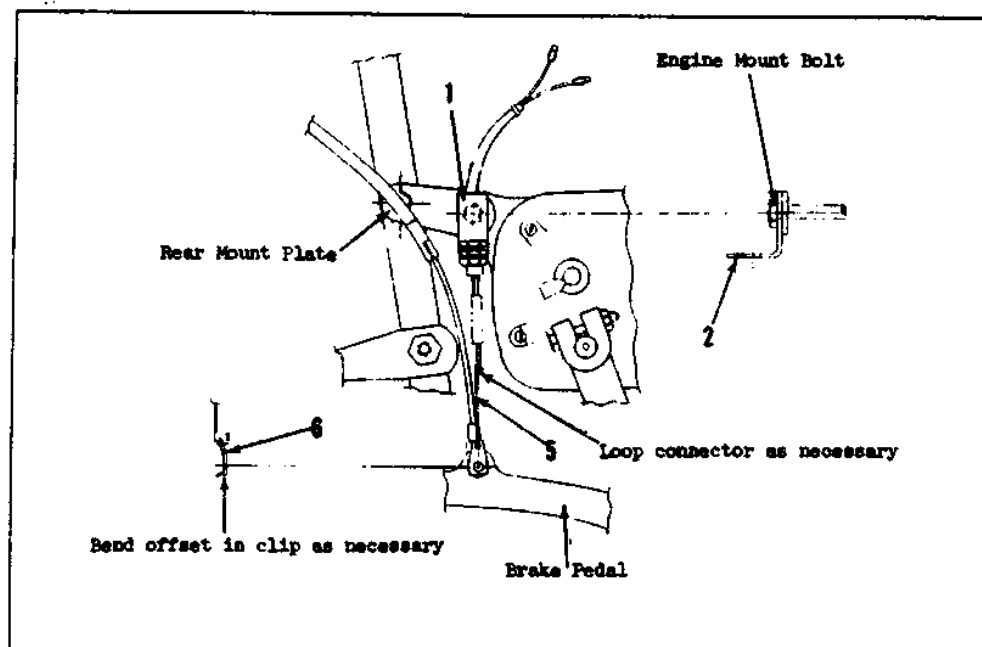 Engine Mount Bolt
1
Rear Mount Plate
2
6
5
Loop connector as necessary
Bend offset in clip as necessary
Brake Pedal